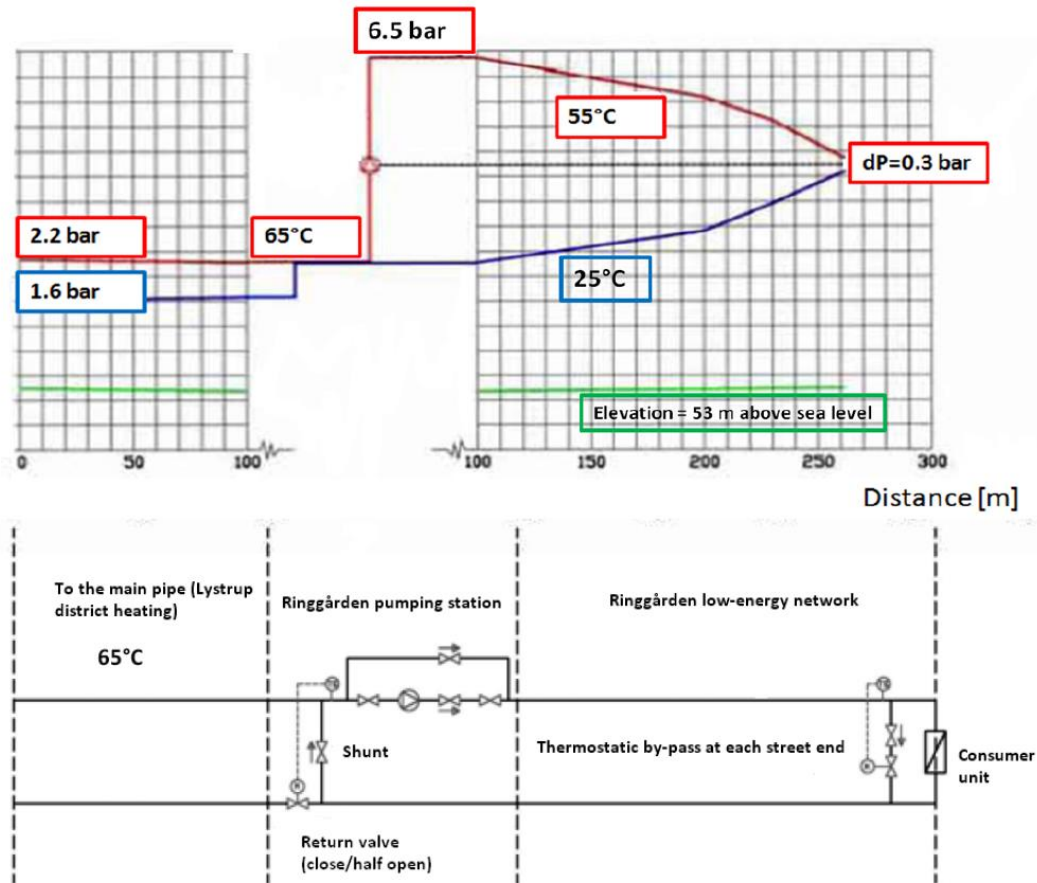 6.5 bar
55°C
dP=0.3 bar
2.2 bar
65°C
1.6 bar
25°C
Elevation = 53 m above sea level
0 50 100 100 150 200 250 300
Distance [m]
To the main pipe (Lystrup
district heating)
65°C
Ringgården pumping station
Ringgården low-energy network
Shunt
Thermostatic by-pass at each street end
Consumer
unit
Return valve
(close/half open)